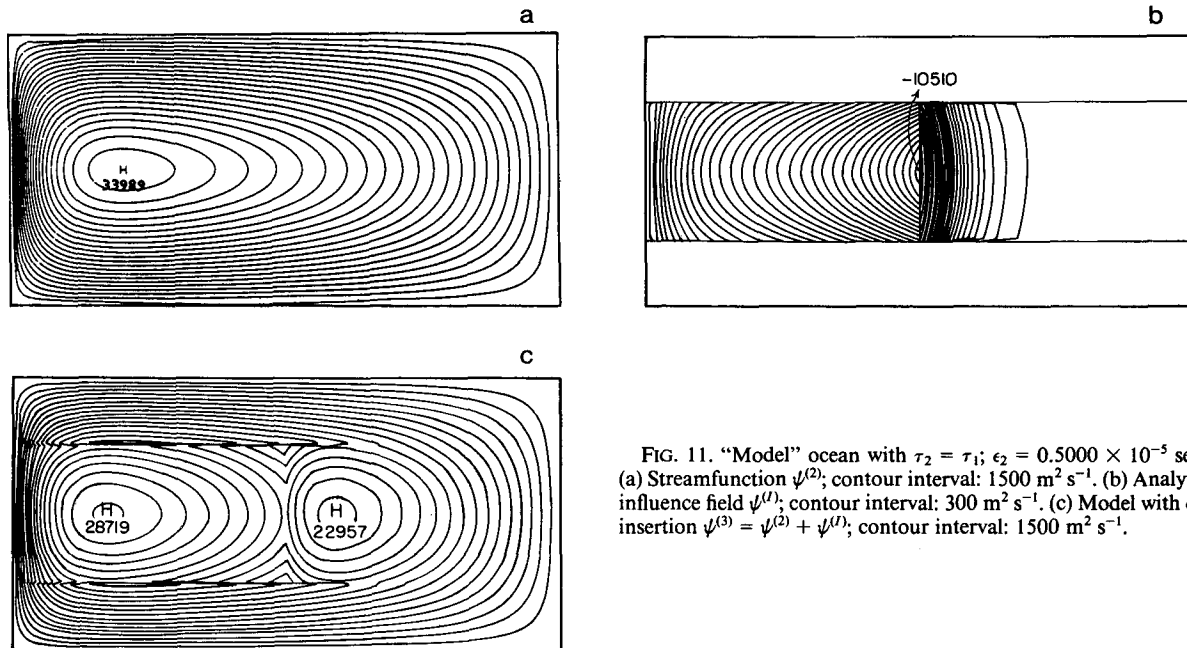 a
b
H
33989
-10510
c
H
28719
H
22957
FIG. 11. "Model" ocean with τ₂ = τ₁; ε₂ = 0.5000 × 10⁻⁵ se
(a) Streamfunction ψ⁽²⁾; contour interval: 1500 m² s⁻¹. (b) Analy
influence field ψ⁽ᴵ⁾; contour interval: 300 m² s⁻¹. (c) Model with
insertion ψ⁽³⁾ = ψ⁽²⁾ + ψ⁽ᴵ⁾; contour interval: 1500 m² s⁻¹.